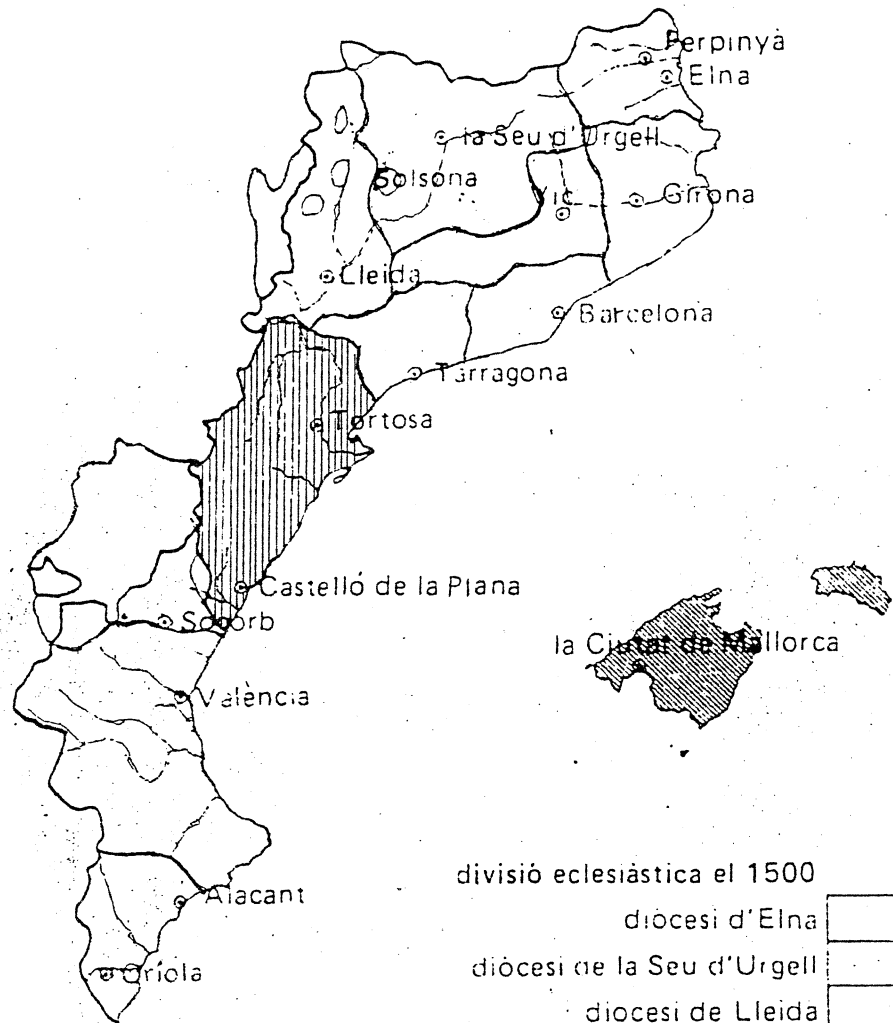 Perpinyà
Elna
la Seu d'Urgell
Solsona
Vic
Girona
Lleida
Barcelona
Tarragona
Tortosa
Castelló de la Plana
Sogorb
la Ciutat de Mallorca
València
Alacant
Oriola
divisió eclesiàstica el 1500
diòcesi d'Elna
diòcesi de la Seu d'Urgell
diocesi de Lleida